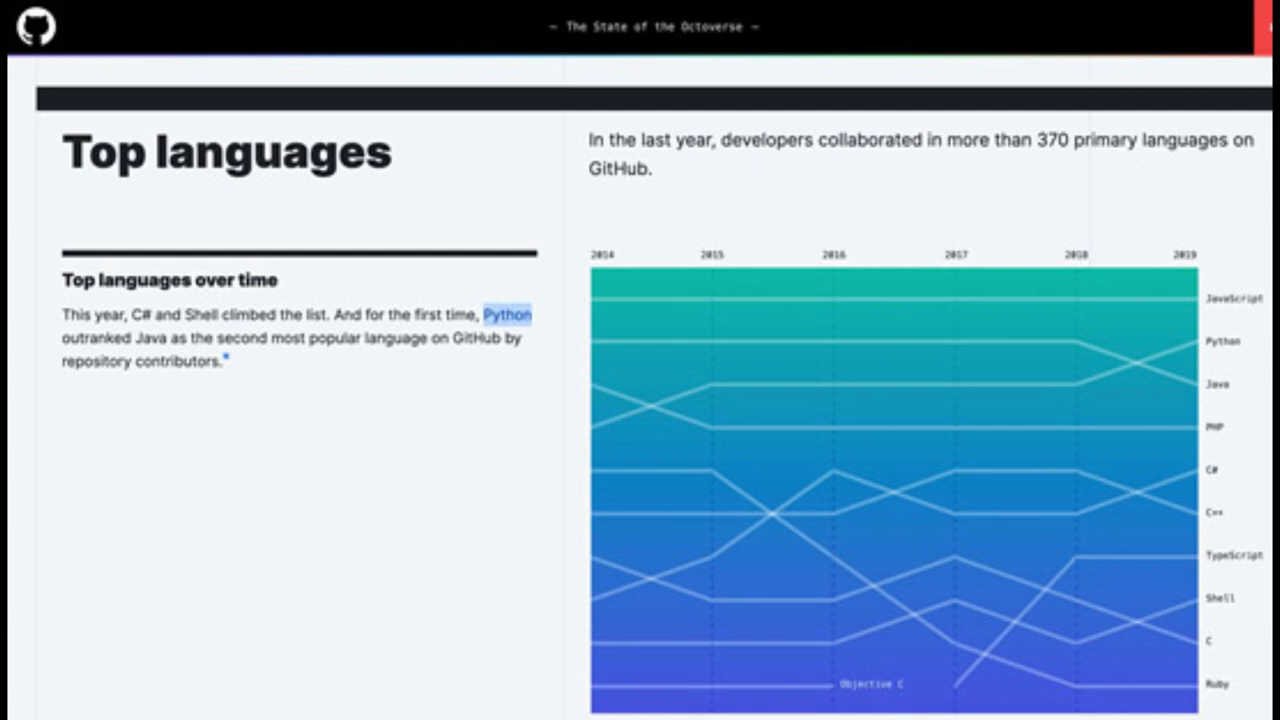 — The State of the Octoverse —
Top languages
In the last year, developers collaborated in more than 370 primary languages on
GitHub.
Top languages over time
This year, C# and Shell climbed the list. And for the first time, Python
outranked Java as the second most popular language on GitHub by
repository contributors.
2014 2015 2016 2017 2018 2019
JavaScript
Python
Java
PHP
C#
C++
TypeScript
Shell
C
Objective C
Ruby